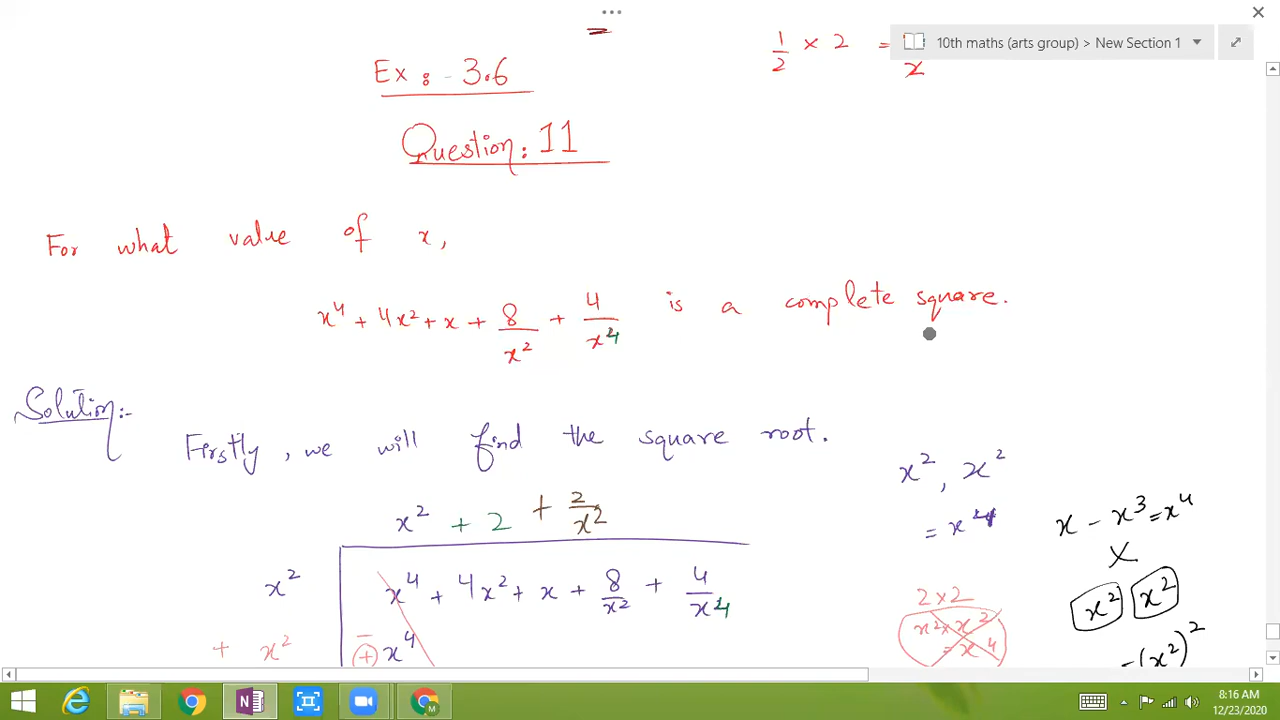 1/2 × 2 =
x
10th maths (arts group) > New Section 1
Ex :- 3.6
Question : 11
For what value of x,
x⁴ + 4x² + x + 8/x² + 4/x⁴ is a complete square.
Solution:-
Firstly, we will find the square root.
x², x²
= x⁴
x - x³ = x⁴
X
x² + 2 + 2/x²
x² x⁴ + 4x² + x + 8/x² + 4/x⁴
2 × 2
x² × x²
= x⁴
x² x²
+ x² + x⁴
-(x²)²
8:16 AM
12/23/2020